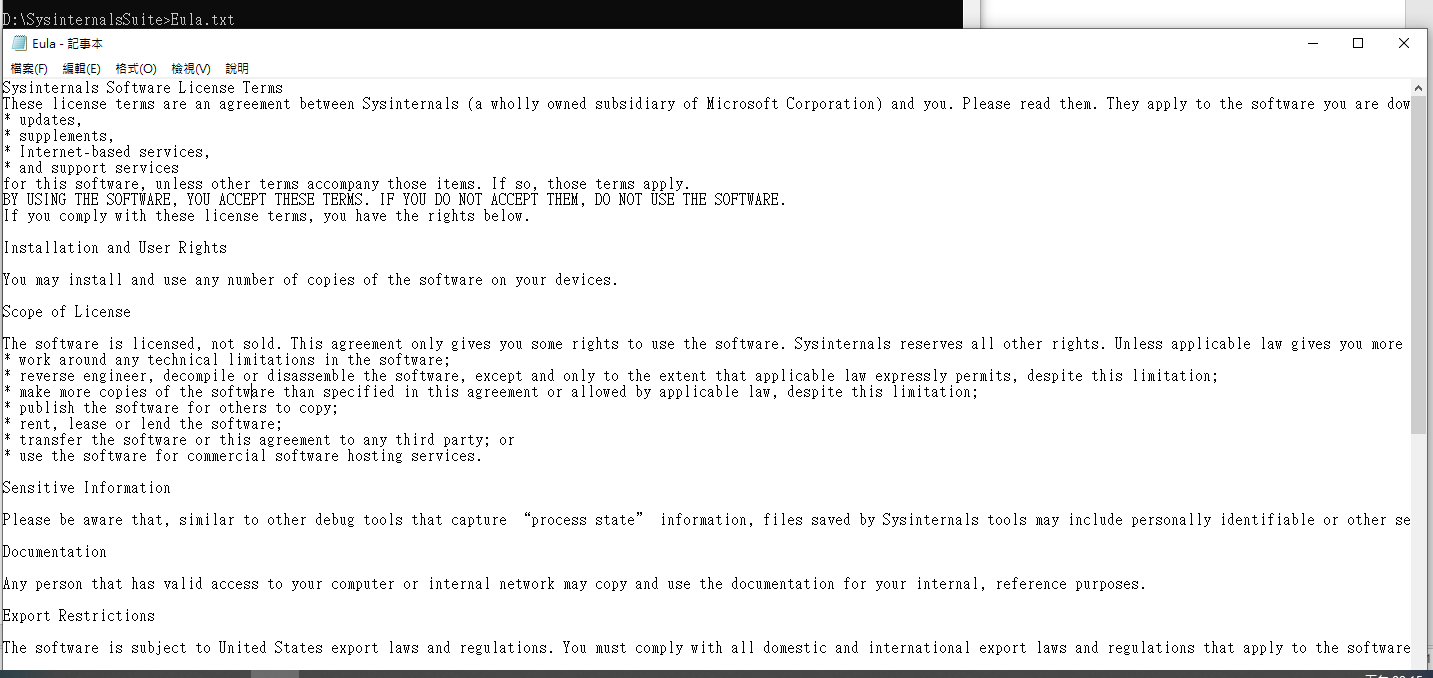 D:\SysinternalsSuite>Eula.txt
Eula - 記事本
檔案(F) 編輯(E) 格式(O) 檢視(V) 說明
Sysinternals Software License Terms
These license terms are an agreement between Sysinternals (a wholly owned subsidiary of Microsoft Corporation) and you. Please read them. They apply to the software you are dow
* updates,
* supplements,
* Internet-based services,
* and support services
for this software, unless other terms accompany those items. If so, those terms apply.
BY USING THE SOFTWARE, YOU ACCEPT THESE TERMS. IF YOU DO NOT ACCEPT THEM, DO NOT USE THE SOFTWARE.
If you comply with these license terms, you have the rights below.
Installation and User Rights
You may install and use any number of copies of the software on your devices.
Scope of License
The software is licensed, not sold. This agreement only gives you some rights to use the software. Sysinternals reserves all other rights. Unless applicable law gives you more
* work around any technical limitations in the software;
* reverse engineer, decompile or disassemble the software, except and only to the extent that applicable law expressly permits, despite this limitation;
* make more copies of the software than specified in this agreement or allowed by applicable law, despite this limitation;
* publish the software for others to copy;
* rent, lease or lend the software;
* transfer the software or this agreement to any third party; or
* use the software for commercial software hosting services.
Sensitive Information
Please be aware that, similar to other debug tools that capture “process state” information, files saved by Sysinternals tools may include personally identifiable or other se
Documentation
Any person that has valid access to your computer or internal network may copy and use the documentation for your internal, reference purposes.
Export Restrictions
The software is subject to United States export laws and regulations. You must comply with all domestic and international export laws and regulations that apply to the software